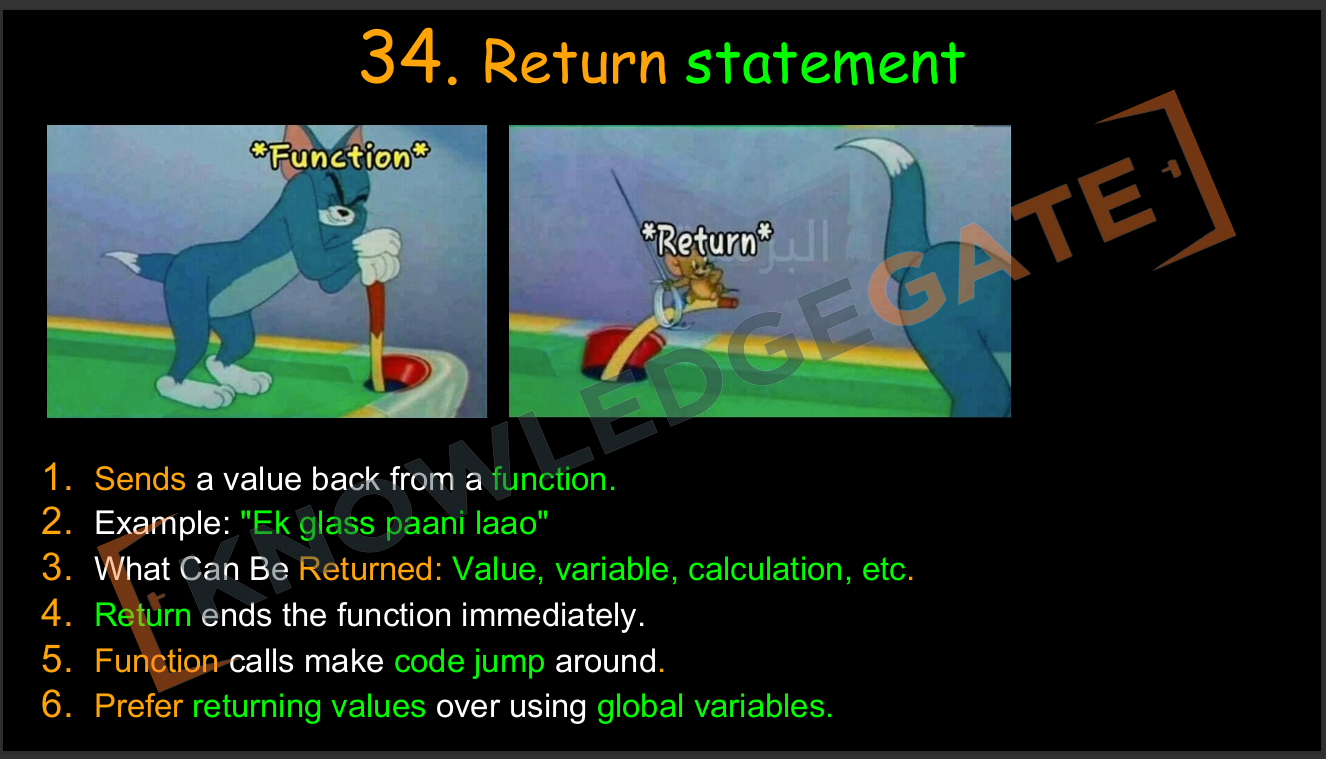 34. Return statement
*Function*
*Return*
البرمجة
1. Sends a value back from a function.
2. Example: "Ek glass paani laao"
3. What Can Be Returned: Value, variable, calculation, etc.
4. Return ends the function immediately.
5. Function calls make code jump around.
6. Prefer returning values over using global variables.
KNOWLEDGEGATE